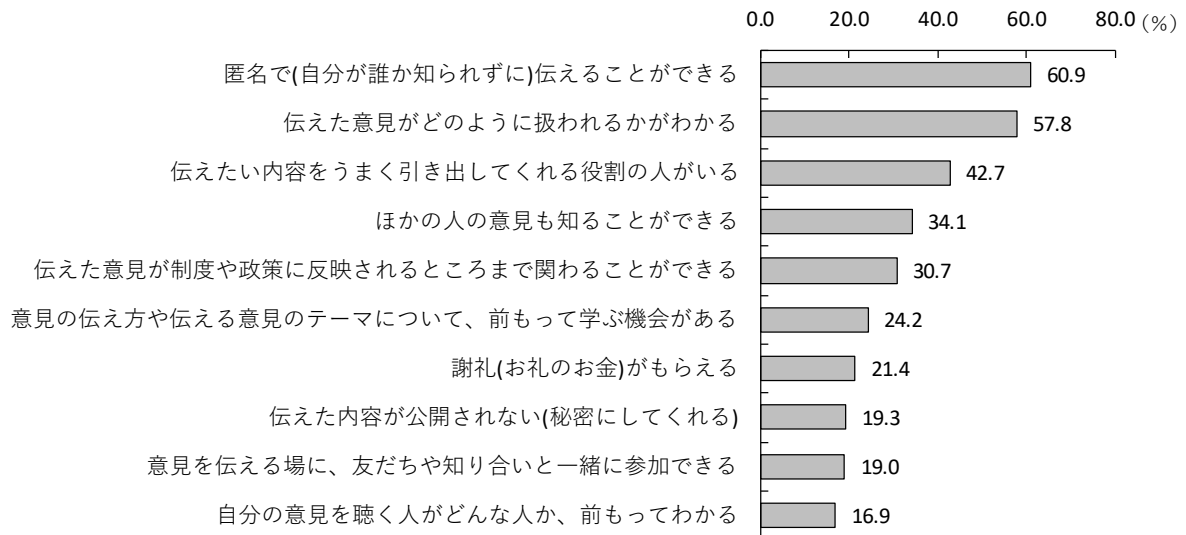 0.0 20.0 40.0 60.0 80.0 (%)
匿名で(自分が誰か知られずに)伝えることができる 60.9
伝えた意見がどのように扱われるかがわかる 57.8
伝えたい内容をうまく引き出してくれる役割の人がいる 42.7
ほかの人の意見も知ることができる 34.1
伝えた意見が制度や政策に反映されるところまで関わることができる 30.7
意見の伝え方や伝える意見のテーマについて、前もって学ぶ機会がある 24.2
謝礼(お礼のお金)がもらえる 21.4
伝えた内容が公開されない(秘密にしてくれる) 19.3
意見を伝える場に、友だちや知り合いと一緒に参加できる 19.0
自分の意見を聴く人がどんな人か、前もってわかる 16.9